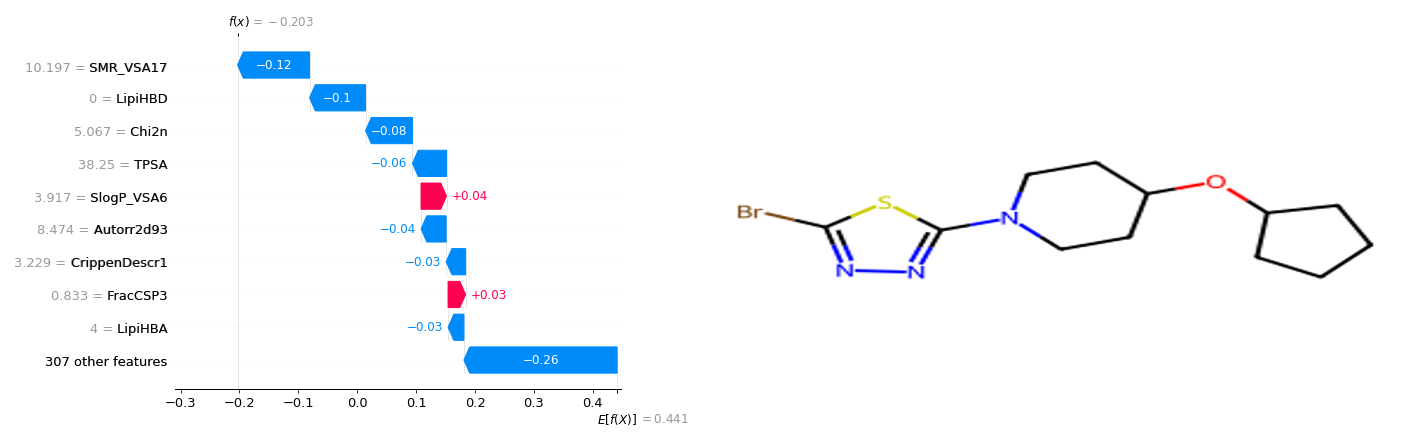 f(x) = −0.203
10.197 = SMR_VSA17
−0.12
0 = LipiHBD
−0.1
5.067 = Chi2n
−0.08
38.25 = TPSA
−0.06
3.917 = SlogP_VSA6
+0.04
8.474 = Autorr2d93
−0.04
3.229 = CrippenDescr1
−0.03
0.833 = FracCSP3
+0.03
4 = LipiHBA
−0.03
307 other features
−0.26
−0.3 −0.2 −0.1 0.0 0.1 0.2 0.3 0.4
E[f(X)] = 0.441
O
Br S N
N N